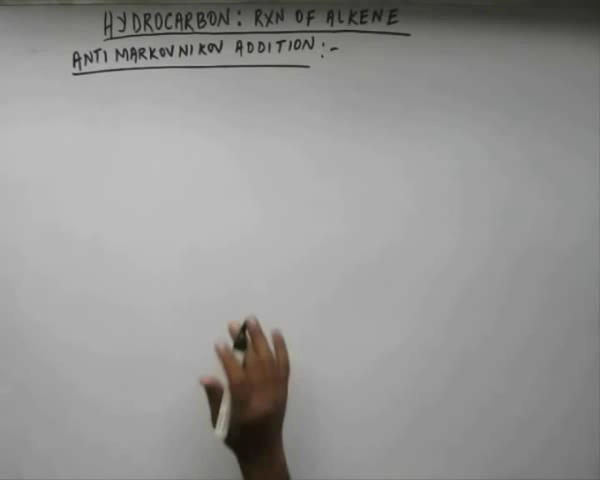 HYDROCARBON: RXN OF ALKENE
ANTI MARKOVNIKOV ADDITION:-